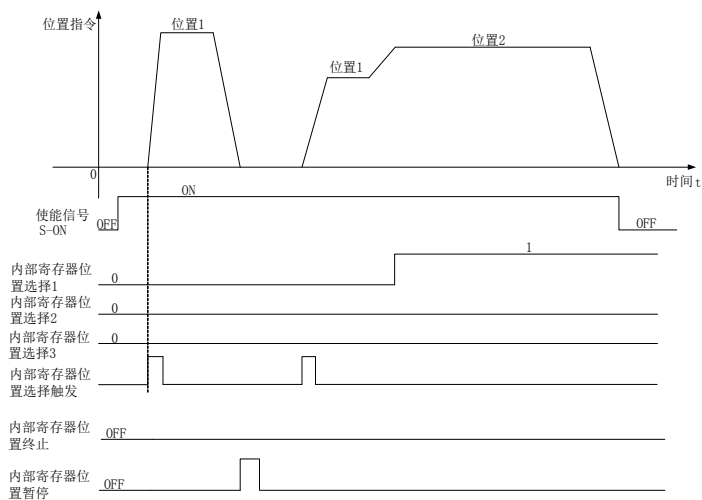 位置指令
位置1
位置1
位置2
0
时间t
使能信号
S-ON
OFF
ON
OFF
内部寄存器位
置选择1
0
1
内部寄存器位
置选择2
0
内部寄存器位
置选择3
0
内部寄存器位
置选择触发
内部寄存器位
置终止
OFF
内部寄存器位
置暂停
OFF